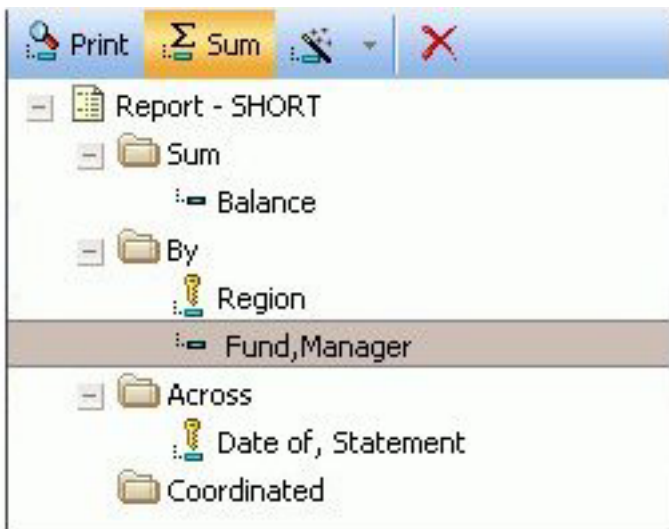 Print Sum
Report - SHORT
Sum
Balance
By
Region
Fund,Manager
Across
Date of, Statement
Coordinated